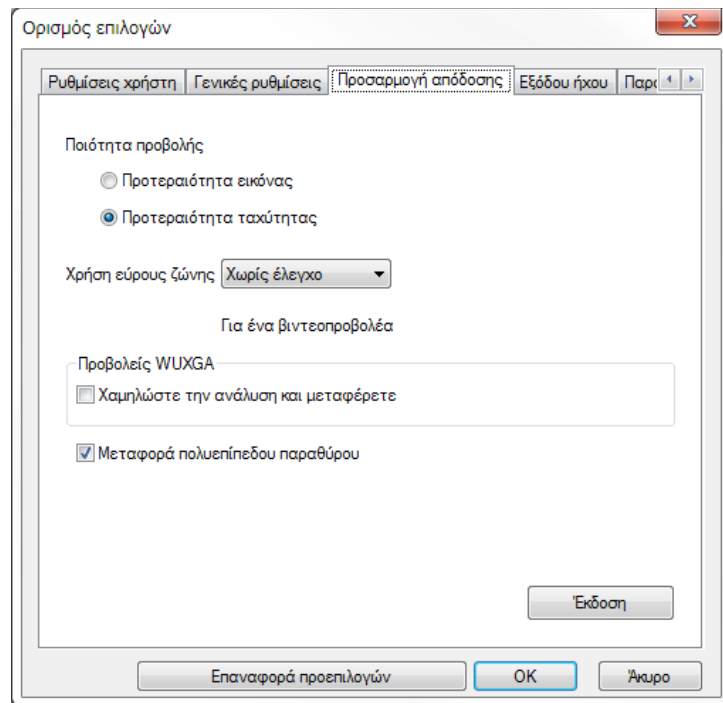 Ορισμός επιλογών
Ρυθμίσεις χρήστη Γενικές ρυθμίσεις Προσαρμογή απόδοσης Εξόδου ήχου Παρα
Ποιότητα προβολής
Προτεραιότητα εικόνας
Προτεραιότητα ταχύτητας
Χρήση εύρους ζώνης Χωρίς έλεγχο
Για ένα βιντεοπροβολέα
Προβολείς WUXGA
Χαμηλώστε την ανάλυση και μεταφέρετε
Μεταφορά πολυεπίπεδου παραθύρου
Έκδοση
Επαναφορά προεπιλογών OK Άκυρο